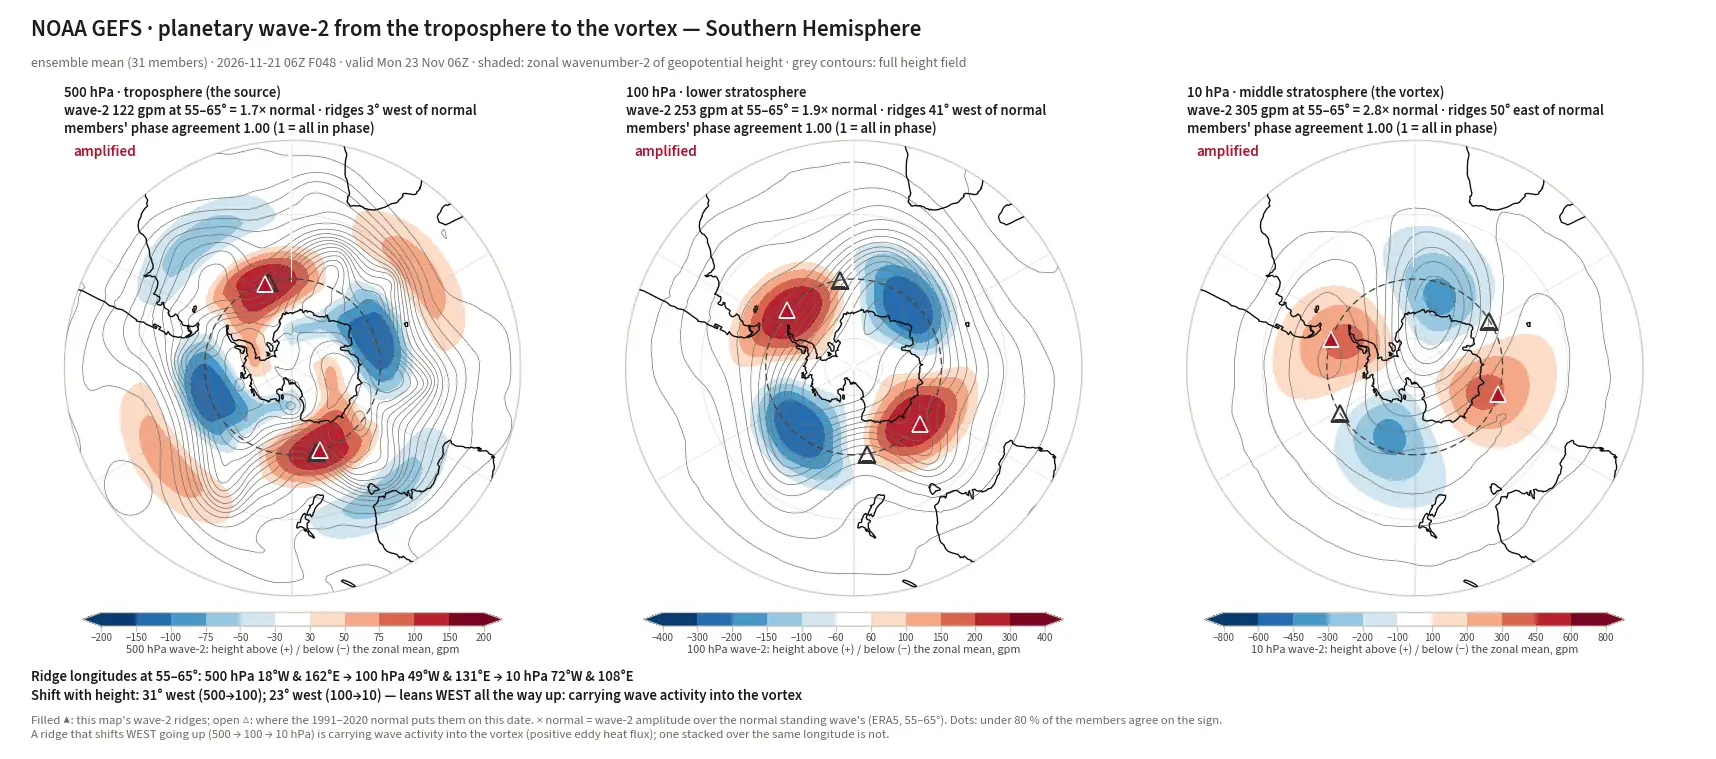 NOAA GEFS · planetary wave-2 from the troposphere to the vortex — Southern Hemisphere
ensemble mean (31 members) · 2026-11-21 06Z F048 · valid Mon 23 Nov 06Z · shaded: zonal wavenumber-2 of geopotential height · grey contours: full height field
500 hPa · troposphere (the source)
wave-2 122 gpm at 55–65° = 1.7× normal · ridges 3° west of normal
members' phase agreement 1.00 (1 = all in phase)
amplified
100 hPa · lower stratosphere
wave-2 253 gpm at 55–65° = 1.9× normal · ridges 41° west of normal
members' phase agreement 1.00 (1 = all in phase)
amplified
10 hPa · middle stratosphere (the vortex)
wave-2 305 gpm at 55–65° = 2.8× normal · ridges 50° east of normal
members' phase agreement 1.00 (1 = all in phase)
amplified
−200 −150 −100 −75 −50 −30 30 50 75 100 150 200
500 hPa wave-2: height above (+) / below (−) the zonal mean, gpm
−400 −300 −200 −150 −100 −60 60 100 150 200 300 400
100 hPa wave-2: height above (+) / below (−) the zonal mean, gpm
−800 −600 −450 −300 −200 −100 100 200 300 450 600 800
10 hPa wave-2: height above (+) / below (−) the zonal mean, gpm
Ridge longitudes at 55–65°: 500 hPa 18°W & 162°E → 100 hPa 49°W & 131°E → 10 hPa 72°W & 108°E
Shift with height: 31° west (500→100); 23° west (100→10) — leans WEST all the way up: carrying wave activity into the vortex
Filled ▲: this map's wave-2 ridges; open △: where the 1991–2020 normal puts them on this date. × normal = wave-2 amplitude over the normal standing wave's (ERA5, 55–65°). Dots: under 80 % of the members agree on the sign.
A ridge that shifts WEST going up (500 → 100 → 10 hPa) is carrying wave activity into the vortex (positive eddy heat flux); one stacked over the same longitude is not.